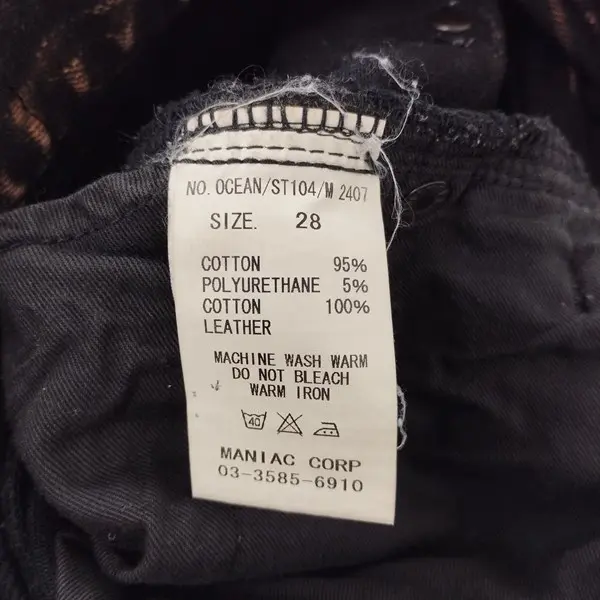 NO. OCEAN/ST104/M 2407
SIZE. 28
COTTON 95%
POLYURETHANE 5%
COTTON 100%
LEATHER
MACHINE WASH WARM
DO NOT BLEACH
WARM IRON
40
MANIAC CORP
03-3585-6910